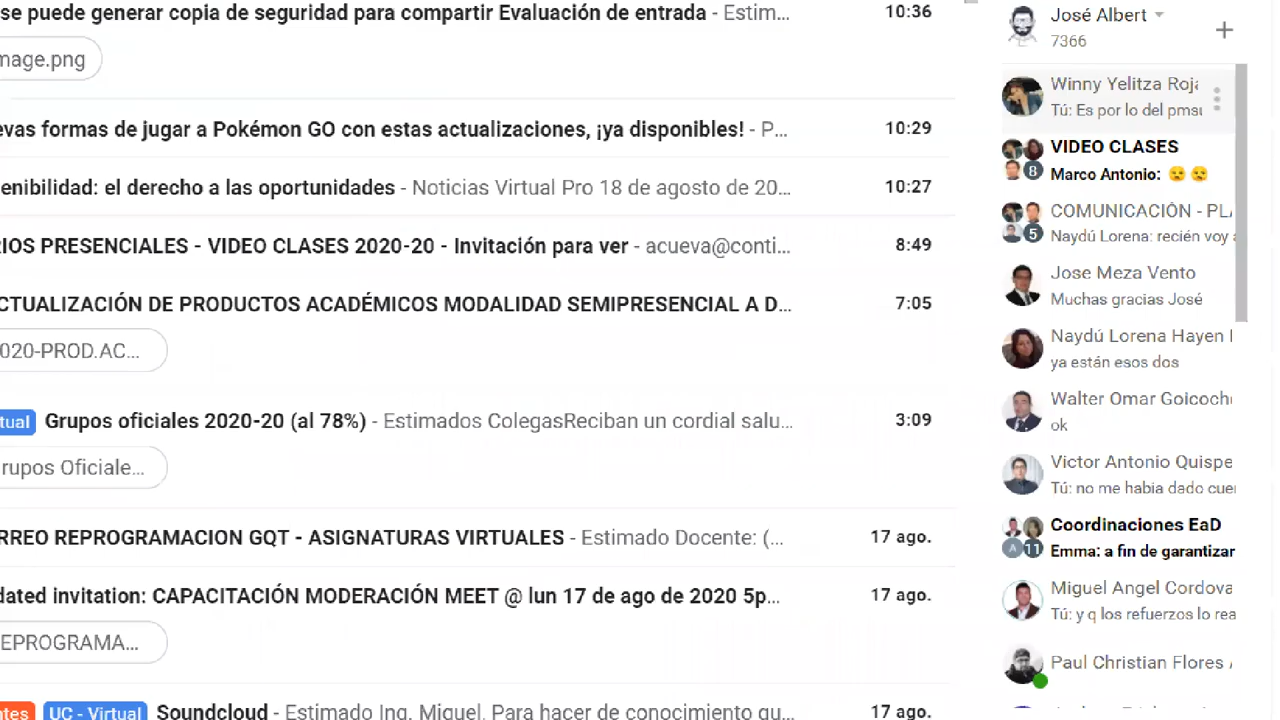 se puede generar copia de seguridad para compartir Evaluación de entrada - Estim... 10:36
mage.png
evas formas de jugar a Pokémon GO con estas actualizaciones, ¡ya disponibles! - P... 10:29
enibilidad: el derecho a las oportunidades - Noticias Virtual Pro 18 de agosto de 20... 10:27
RIOS PRESENCIALES - VIDEO CLASES 2020-20 - Invitación para ver - acueva@conti... 8:49
CTUALIZACIÓN DE PRODUCTOS ACADÉMICOS MODALIDAD SEMIPRESENCIAL A D... 7:05
020-PROD.AC...
tual Grupos oficiales 2020-20 (al 78%) - Estimados ColegasReciban un cordial salu... 3:09
rupos Oficiale...
RREO REPROGRAMACION GQT - ASIGNATURAS VIRTUALES - Estimado Docente: (... 17 ago.
dated invitation: CAPACITACIÓN MODERACIÓN MEET @ lun 17 de ago de 2020 5p... 17 ago.
EPROGRAMA...
ntes UC - Virtual Soundcloud - Estimado Ing. Miguel. Para hacer de conocimiento qu... 17 ago.
José Albert
7366
Winny Yelitza Roja
Tú: Es por lo del pmsu
VIDEO CLASES
8 Marco Antonio: 😒 😒
COMUNICACIÓN - PLA
5 Naydú Lorena: recién voy a
Jose Meza Vento
Muchas gracias José
Naydú Lorena Hayen
ya están esos dos
Walter Omar Goicoch
ok
Victor Antonio Quispe
Tú: no me habia dado cuen
Coordinaciones EaD
A 11 Emma: a fin de garantizar
Miguel Angel Cordova
Tú: y q los refuerzos lo rea
Paul Christian Flores